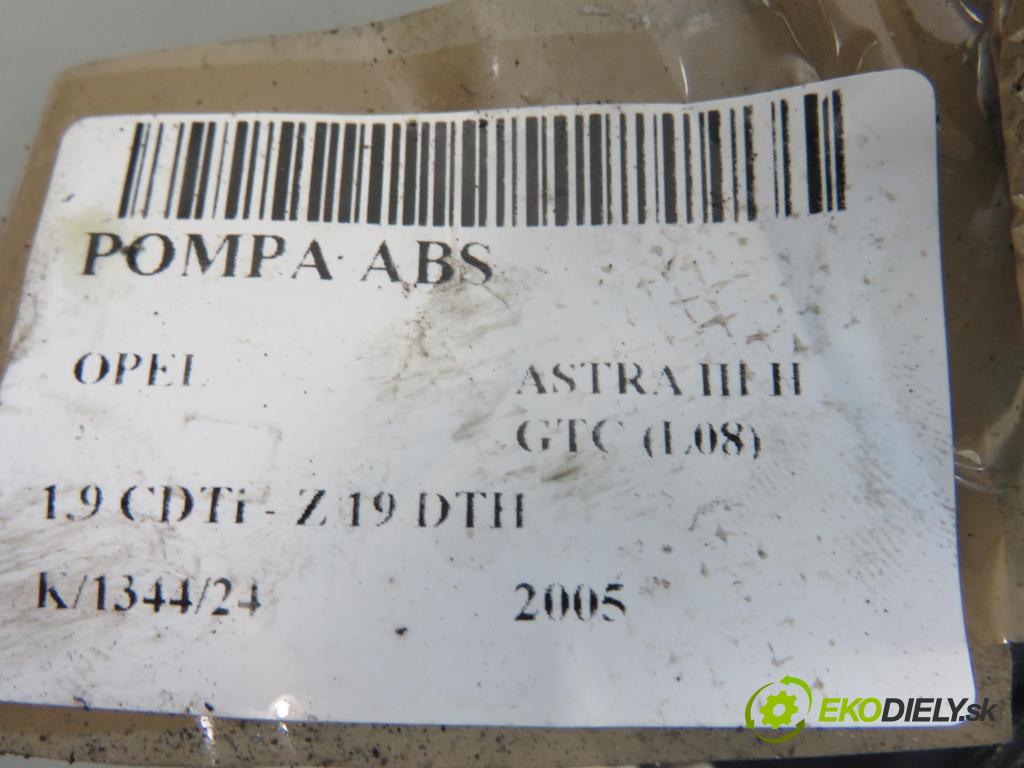 POMPA ABS
OPEL
ASTRA III H
GTC (L08)
1.9 CDTi - Z 19 DTH
K/1344/24
2005
EKODIELY.sk